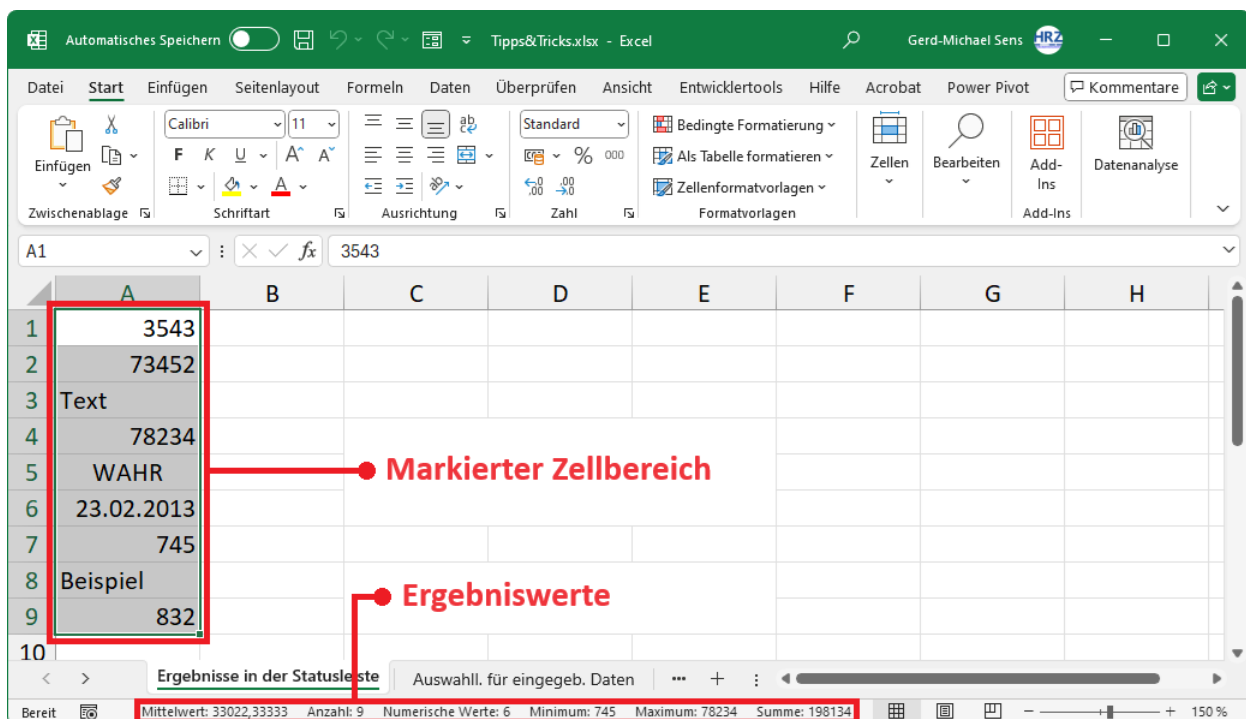 Automatisches Speichern Tipps&Tricks.xlsx - Excel Gerd-Michael Sens HRZ
Datei Start Einfügen Seitenlayout Formeln Daten Überprüfen Ansicht Entwicklertools Hilfe Acrobat Power Pivot Kommentare
Calibri 11 ab Standard Bedingte Formatierung
Einfügen F K U A A % 000 Als Tabelle formatieren Zellen Bearbeiten Add-Ins Datenanalyse
A ,00 ,00 Zellenformatvorlagen
Zwischenablage Schriftart Ausrichtung Zahl Formatvorlagen Add-Ins
A1 fx 3543
A B C D E F G H
1 3543
2 73452
3 Text
4 78234
5 WAHR Markierter Zellbereich
6 23.02.2013
7 745
8 Beispiel Ergebniswerte
9 832
10
Ergebnisse in der Statusleiste Auswahll. für eingegeb. Daten ... +
Bereit Mittelwert: 33022,33333 Anzahl: 9 Numerische Werte: 6 Minimum: 745 Maximum: 78234 Summe: 198134 - + 150 %